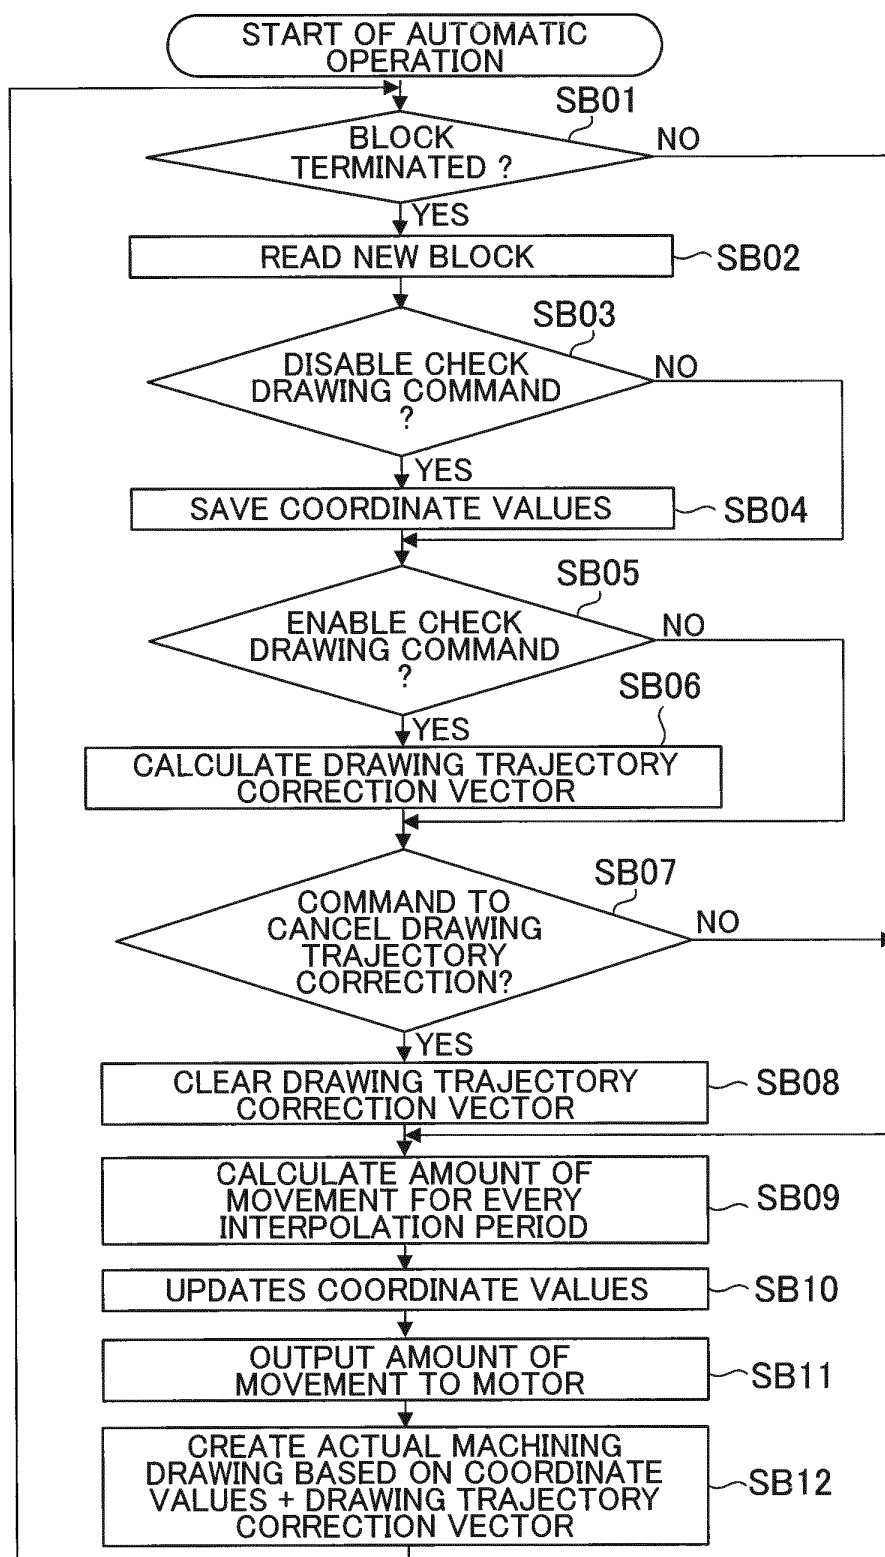 START OF AUTOMATIC
OPERATION
SB01
BLOCK
TERMINATED ?
NO
YES
READ NEW BLOCK
SB02
SB03
DISABLE CHECK
DRAWING COMMAND
?
NO
YES
SAVE COORDINATE VALUES
SB04
SB05
ENABLE CHECK
DRAWING COMMAND
?
NO
SB06
YES
CALCULATE DRAWING TRAJECTORY
CORRECTION VECTOR
SB07
COMMAND TO
CANCEL DRAWING
TRAJECTORY
CORRECTION?
NO
YES
CLEAR DRAWING TRAJECTORY
CORRECTION VECTOR
SB08
CALCULATE AMOUNT OF
MOVEMENT FOR EVERY
INTERPOLATION PERIOD
SB09
UPDATES COORDINATE VALUES
SB10
OUTPUT AMOUNT OF
MOVEMENT TO MOTOR
SB11
CREATE ACTUAL MACHINING
DRAWING BASED ON COORDINATE
VALUES + DRAWING TRAJECTORY
CORRECTION VECTOR
SB12